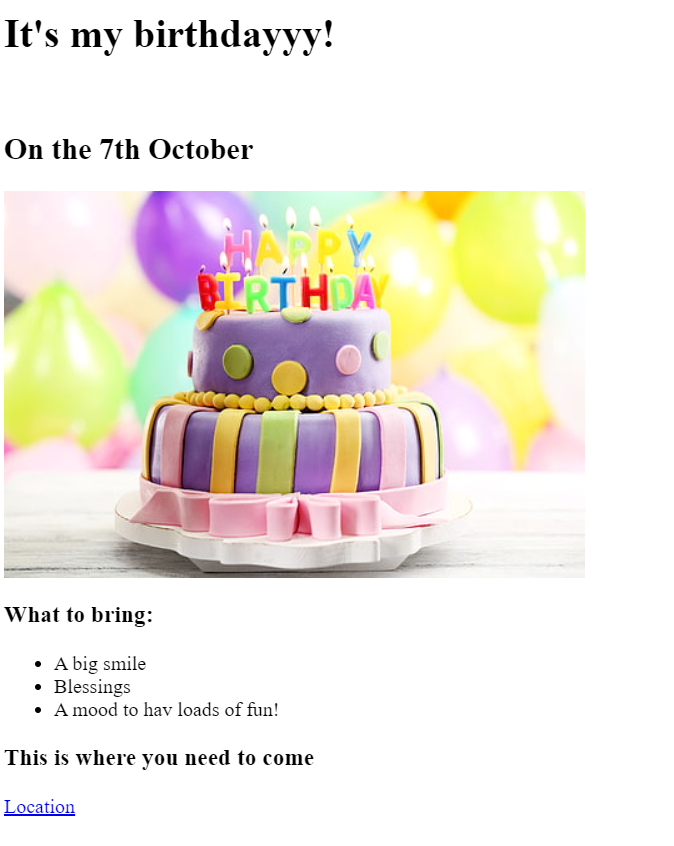 It's my birthdayyy!
On the 7th October
HAPPY
BIRTHDAY
What to bring:
A big smile
Blessings
A mood to hav loads of fun!
This is where you need to come
Location